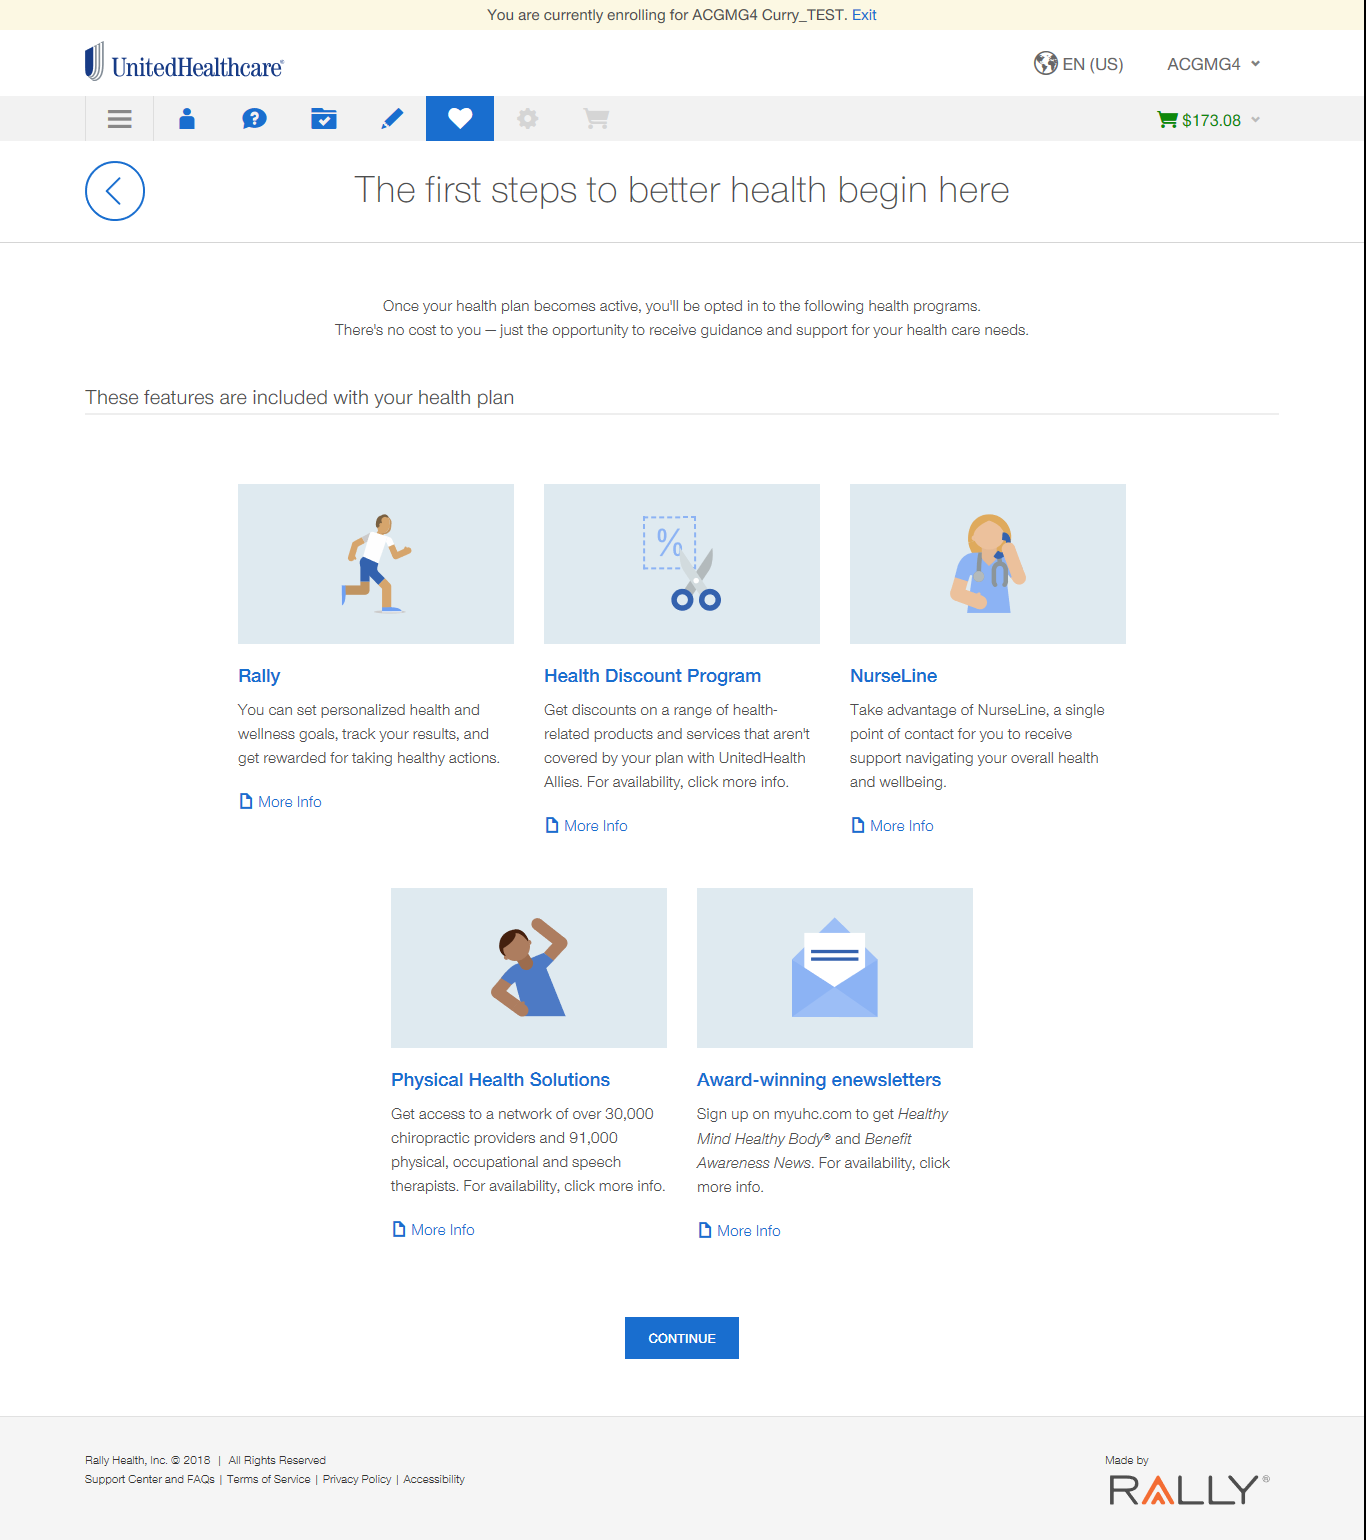 You are currently enrolling for ACGMG4 Curry_TEST. Exit
UnitedHealthcare®
EN (US)
ACGMG4
$173.08
The first steps to better health begin here
Once your health plan becomes active, you'll be opted in to the following health programs.
There's no cost to you — just the opportunity to receive guidance and support for your health care needs.
These features are included with your health plan
%
Rally
You can set personalized health and
wellness goals, track your results, and
get rewarded for taking healthy actions.
More Info
Health Discount Program
Get discounts on a range of health-
related products and services that aren't
covered by your plan with UnitedHealth
Allies. For availability, click more info.
More Info
NurseLine
Take advantage of NurseLine, a single
point of contact for you to receive
support navigating your overall health
and wellbeing.
More Info
Physical Health Solutions
Get access to a network of over 30,000
chiropractic providers and 91,000
physical, occupational and speech
therapists. For availability, click more info.
More Info
Award-winning enewsletters
Sign up on myuhc.com to get Healthy
Mind Healthy Body® and Benefit
Awareness News. For availability, click
more info.
More Info
CONTINUE
Rally Health, Inc. © 2018 | All Rights Reserved
Support Center and FAQs | Terms of Service | Privacy Policy | Accessibility
Made by
RALLY®